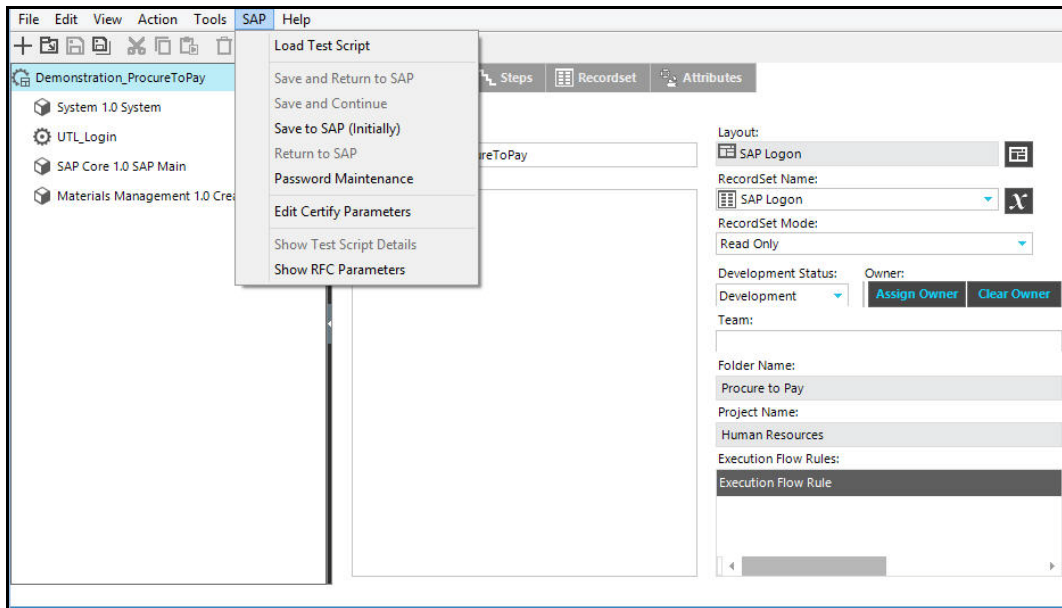 File Edit View Action Tools SAP Help
Load Test Script
Save and Return to SAP
Save and Continue
Save to SAP (Initially)
Return to SAP
Password Maintenance
Edit Certify Parameters
Show Test Script Details
Show RFC Parameters
Demonstration_ProcureToPay
System 1.0 System
UTL_Login
SAP Core 1.0 SAP Main
Materials Management 1.0
Steps Recordset Attributes
Layout:
SAP Logon
RecordSet Name:
SAP Logon
RecordSet Mode:
Read Only
Development Status: Owner:
Development Assign Owner Clear Owner
Team:
Folder Name:
Procure to Pay
Project Name:
Human Resources
Execution Flow Rules:
Execution Flow Rule